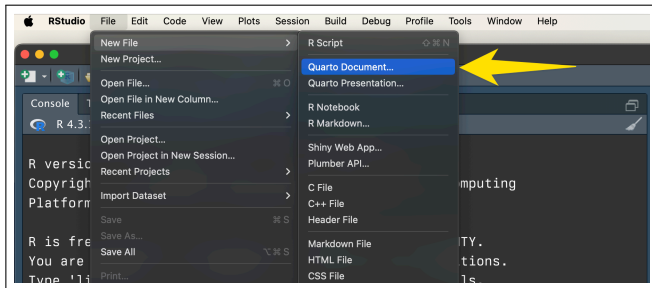 RStudio File Edit Code View Plots Session Build Debug Profile Tools Window Help
New File
New Project...
Open File... ⌘ O
Open File in New Column...
Recent Files
Open Project...
Open Project in New Session...
Recent Projects
Import Dataset
Save ⌘ S
Save As...
Save All ⌥⌘ S
Print...
R Script ⇧⌘ N
Quarto Document...
Quarto Presentation...
R Notebook
R Markdown...
Shiny Web App...
Plumber API...
C File
C++ File
Header File
Markdown File
HTML File
CSS File
Console
R 4.3.
R versio
Copyrigh mputing
Platform
R is fre TY.
You are tions.
Type 'li ls.